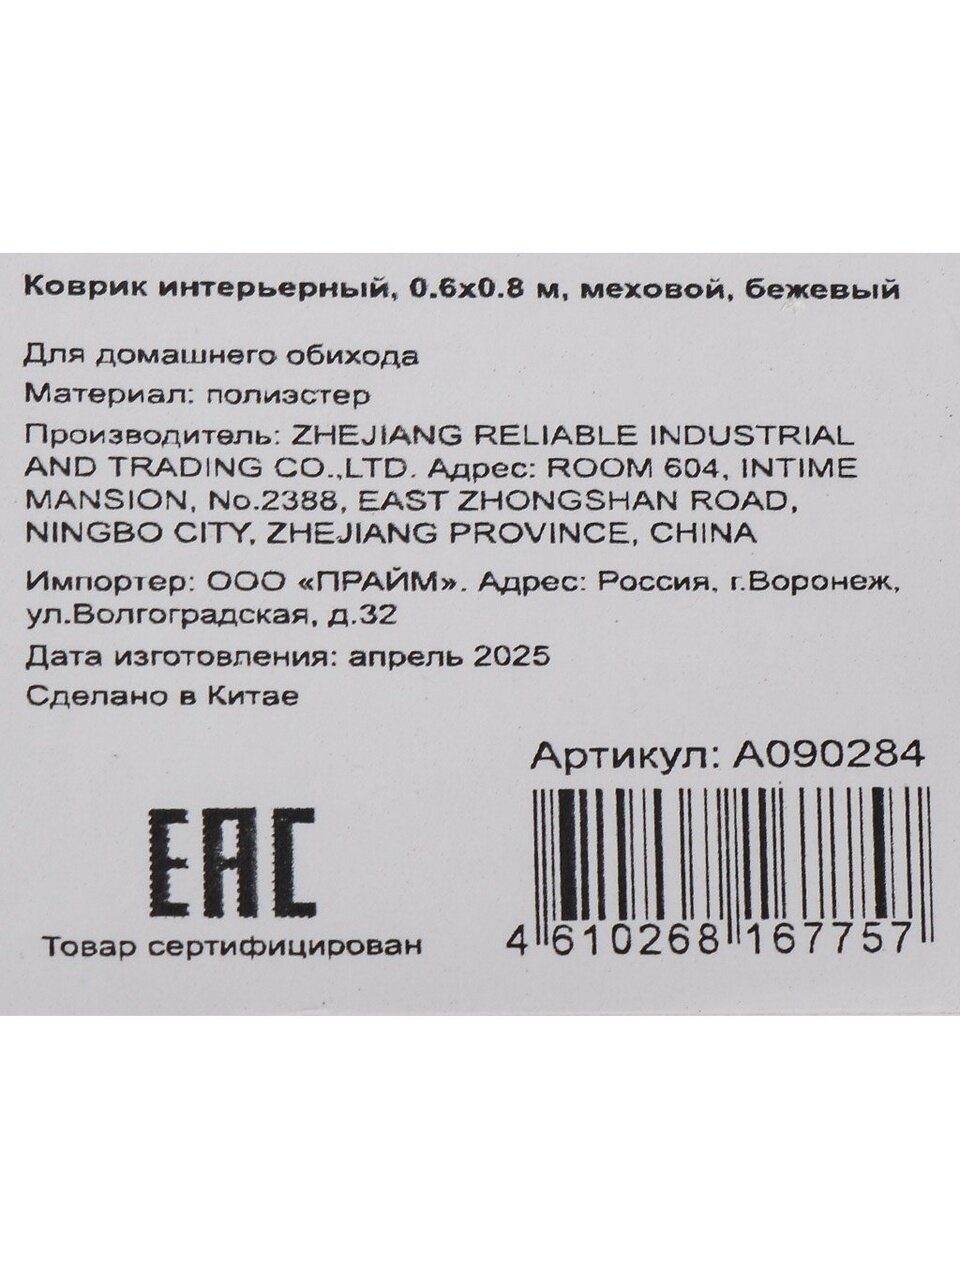 Коврик интерьерный, 0.6х0.8 м, меховой, бежевый
Для домашнего обихода
Материал: полиэстер
Производитель: ZHEJIANG RELIABLE INDUSTRIAL
AND TRADING CO.,LTD. Адрес: ROOM 604, INTIME
MANSION, No.2388, EAST ZHONGSHAN ROAD,
NINGBO CITY, ZHEJIANG PROVINCE, CHINA
Импортер: ООО «ПРАЙМ». Адрес: Россия, г.Воронеж,
ул.Волгоградская, д.32
Дата изготовления: апрель 2025
Сделано в Китае
Артикул: А090284
ЕАС
Товар сертифицирован
4 610268 167757